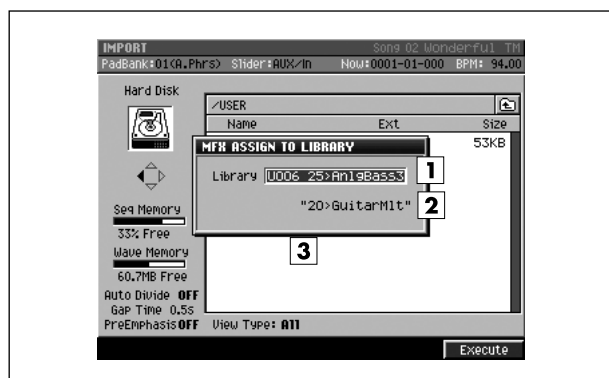 IMPORT Song 02 Wonderful TM
PadBank:01(A.Phrs) Slider:AUX/In Now:0001-01-000 BPM: 94.00
Hard Disk
/USER
Name Ext Size
53KB
MFX ASSIGN TO LIBRARY
Library U006 25>AnlgBass3 1
"20>GuitarMlt" 2
3
Seq Memory
33% Free
Wave Memory
60.7MB Free
Auto Divide OFF
Gap Time 0.5s
PreEmphasis OFF View Type: All
Execute